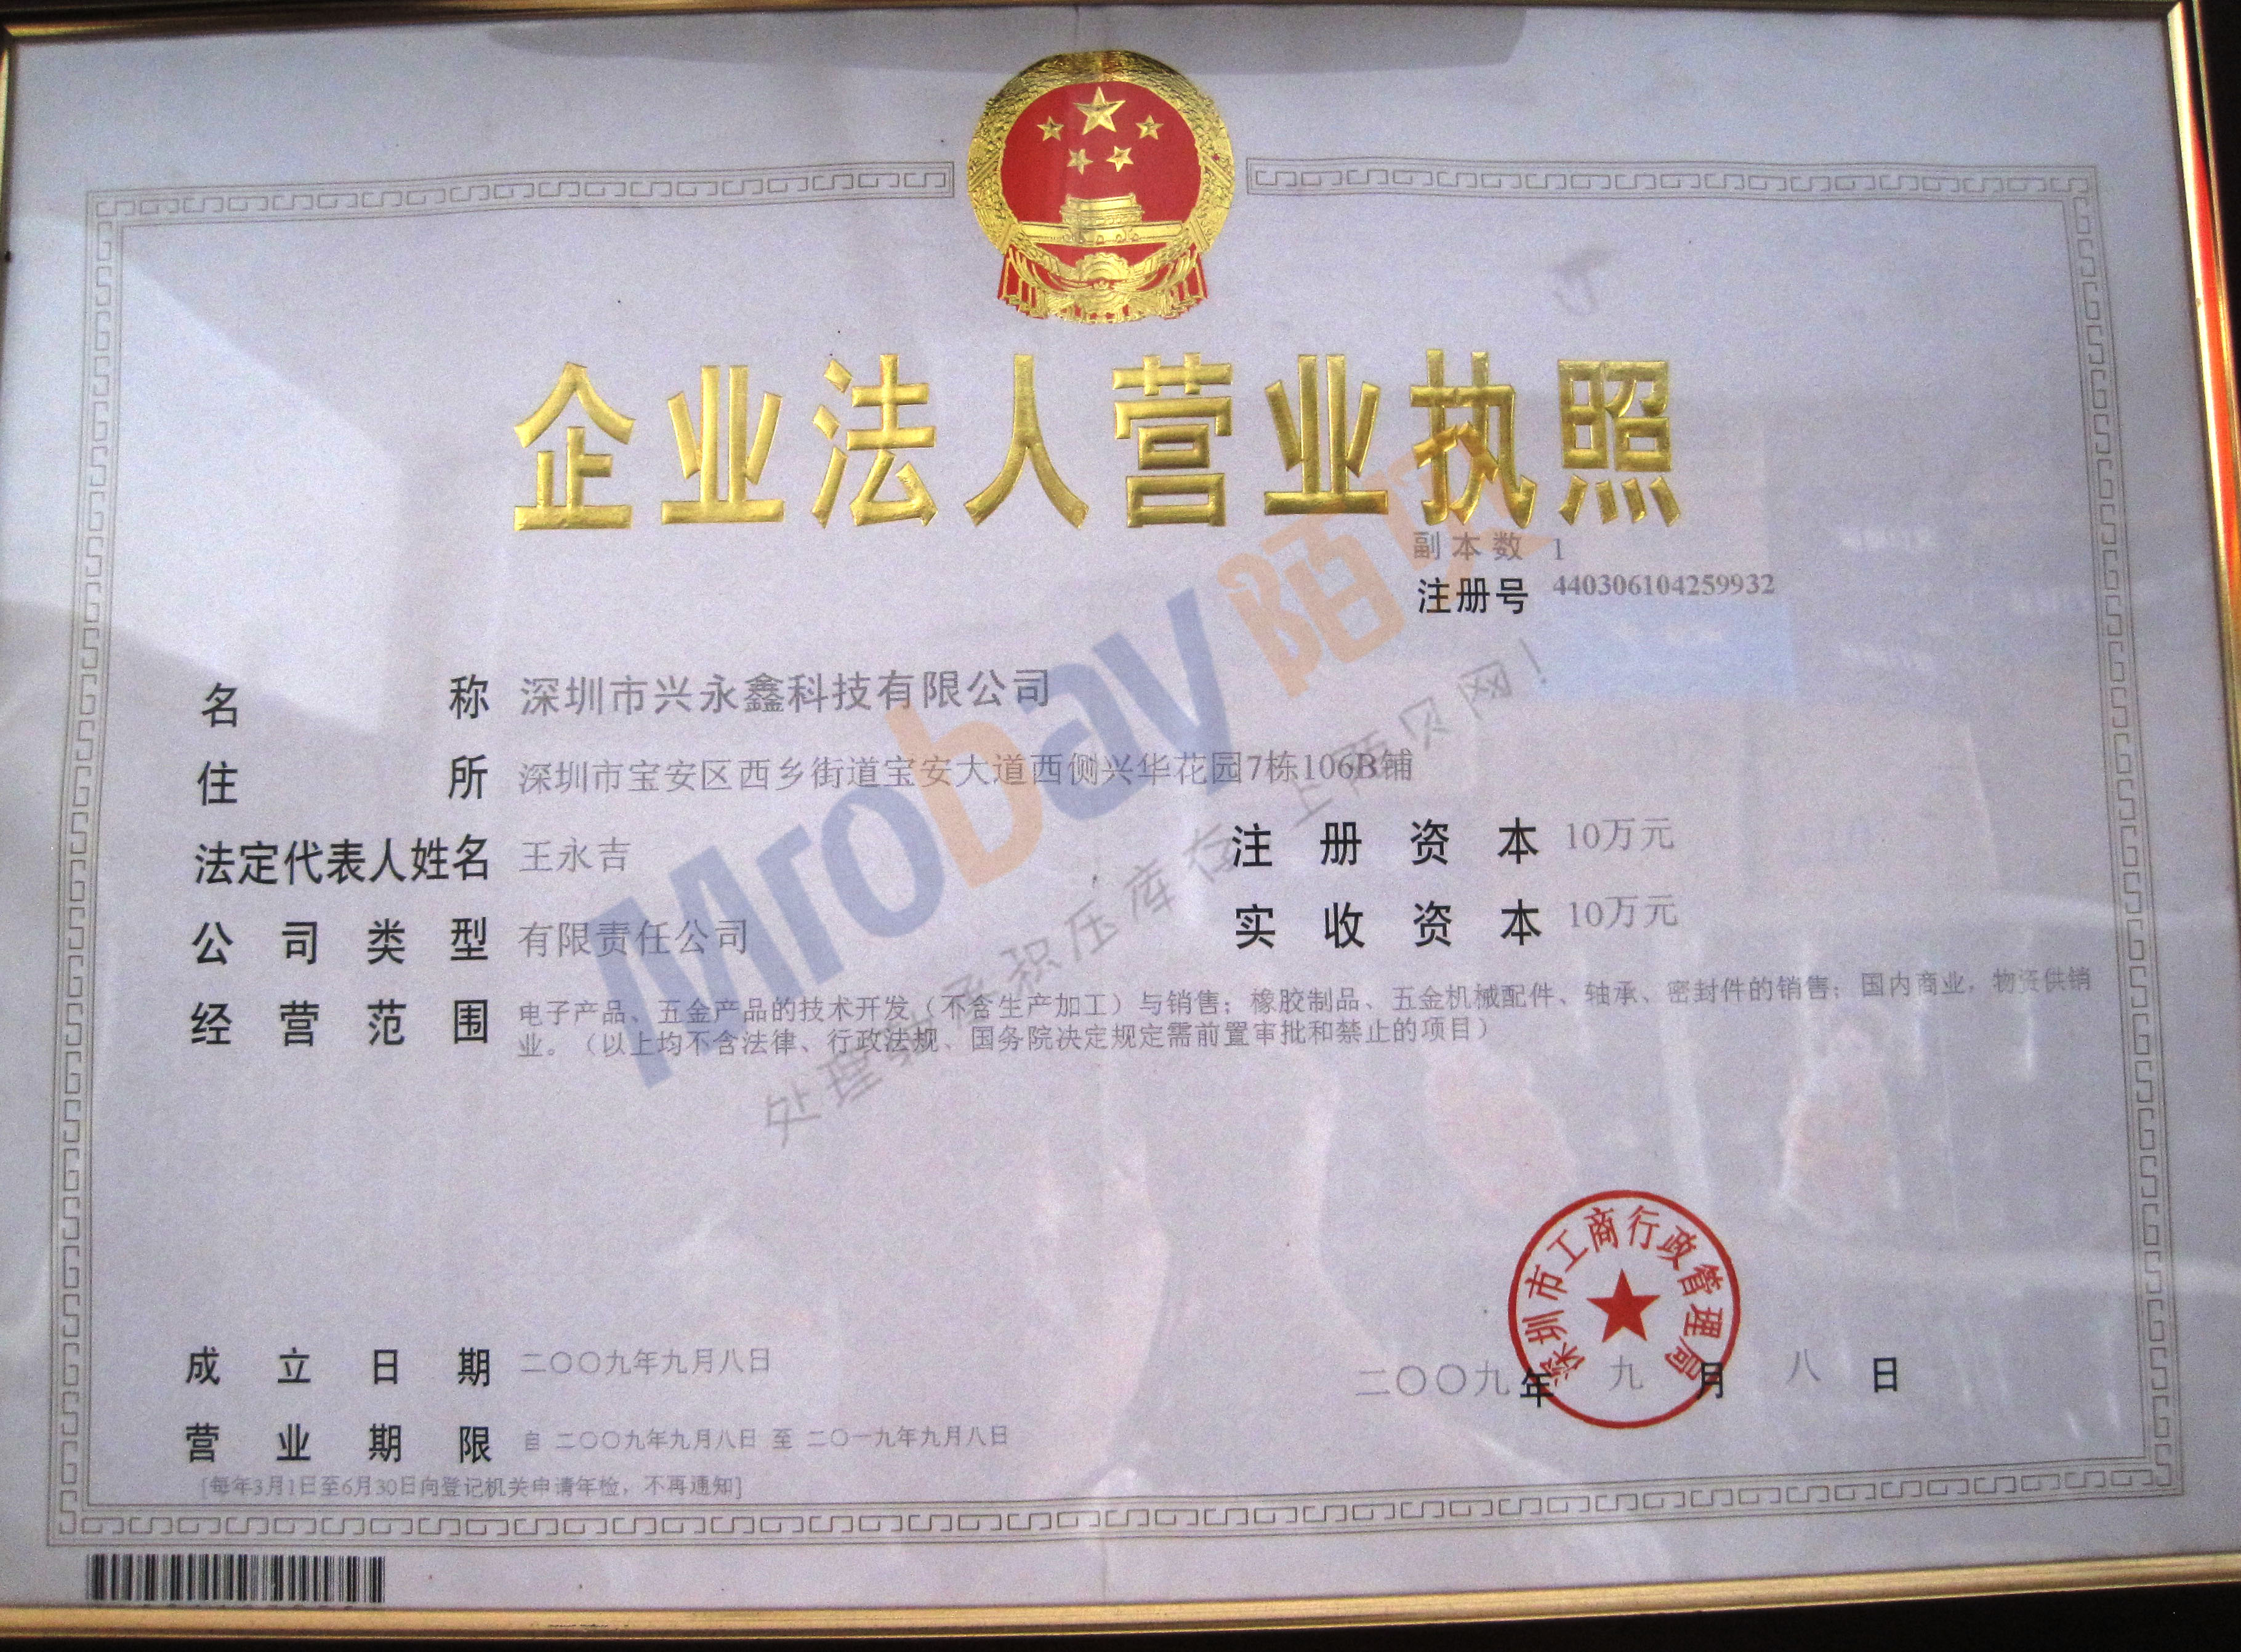 企业法人营业执照
副本数 1
注册号 440306104259932
名称 深圳市兴永鑫科技有限公司
住所 深圳市宝安区西乡街道宝安大道西侧兴华花园7栋106B铺
法定代表人姓名 王永吉
注册资本 10万元
公司类型 有限责任公司
实收资本 10万元
经营范围 电子产品、五金产品的技术开发（不含生产加工）与销售；橡胶制品、五金机械配件、轴承、密封件的销售；国内商业，物资供销
业。（以上均不含法律、行政法规、国务院决定规定需前置审批和禁止的项目）
Mrobay 陌贝
处理轴承积压库存 上陌贝网！
深圳市工商行政管理局
成立日期 二〇〇九年九月八日
二〇〇九年九月八日
营业期限 自 二〇〇九年九月八日 至 二〇一九年九月八日
[每年3月1日至6月30日向登记机关申请年检，不再通知]